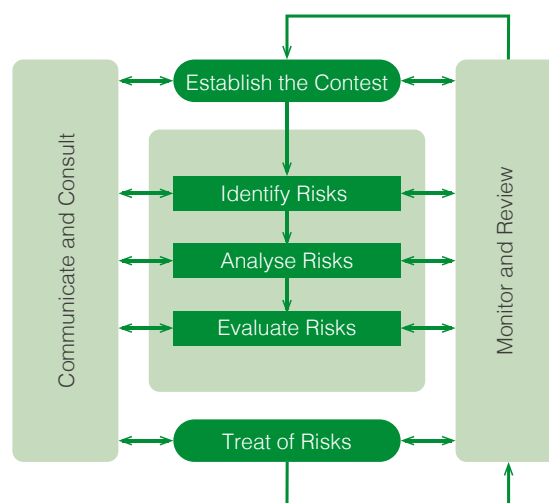 Establish the Contest
Communicate and Consult
Identify Risks
Analyse Risks
Evaluate Risks
Monitor and Review
Treat of Risks